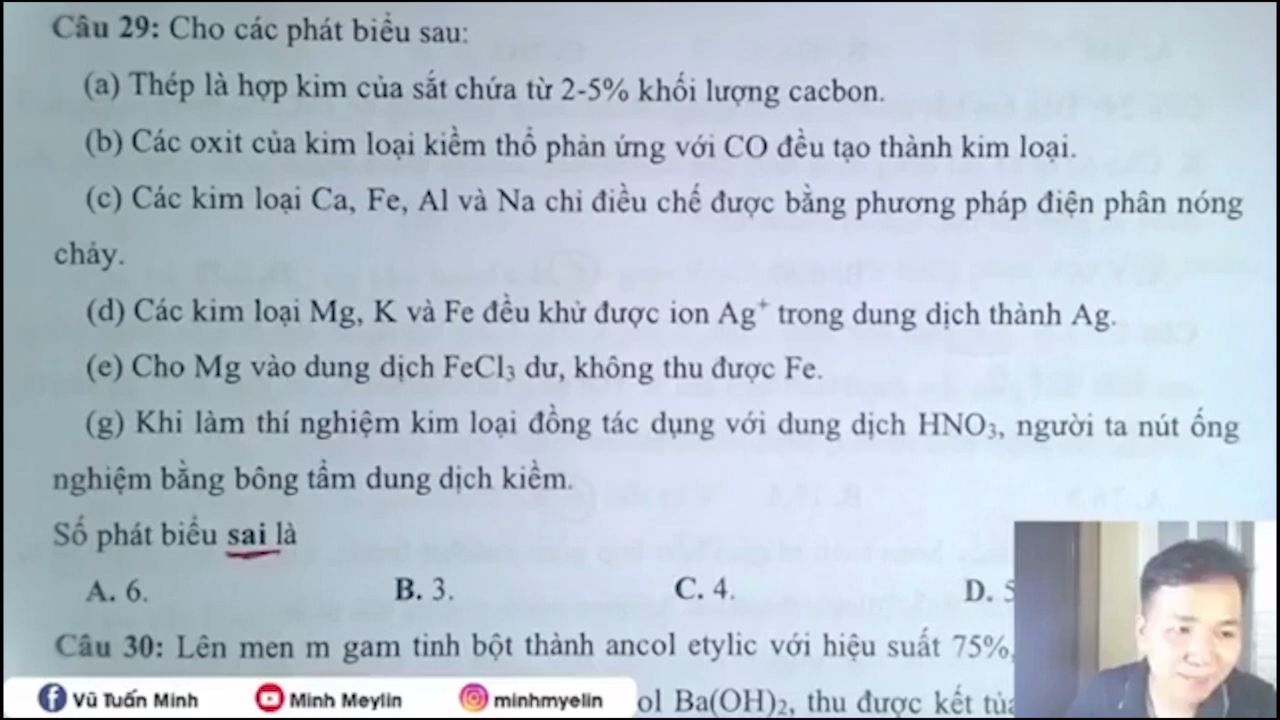 Câu 29: Cho các phát biểu sau:
(a) Thép là hợp kim của sắt chứa từ 2-5% khối lượng cacbon.
(b) Các oxit của kim loại kiềm thổ phản ứng với CO đều tạo thành kim loại.
(c) Các kim loại Ca, Fe, Al và Na chỉ điều chế được bằng phương pháp điện phân nóng
chảy.
(d) Các kim loại Mg, K và Fe đều khử được ion Ag⁺ trong dung dịch thành Ag.
(e) Cho Mg vào dung dịch FeCl₃ dư, không thu được Fe.
(g) Khi làm thí nghiệm kim loại đồng tác dụng với dung dịch HNO₃, người ta nút ống
nghiệm bằng bông tẩm dung dịch kiềm.
Số phát biểu sai là
A. 6. B. 3. C. 4. D. 5
Câu 30: Lên men m gam tinh bột thành ancol etylic với hiệu suất 75%,
ol Ba(OH)₂, thu được kết tủa
Vũ Tuấn Minh Minh Meylin minhmyelin